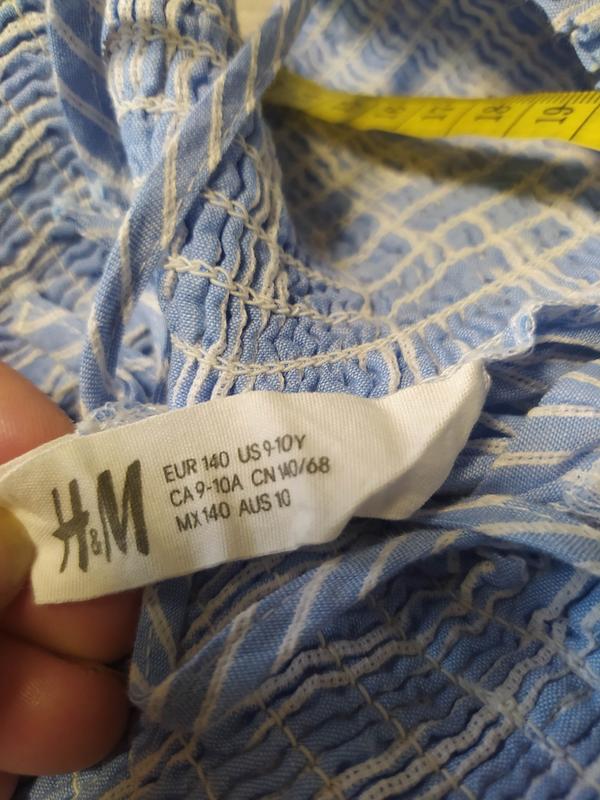 17 18 19
H&M
EUR 140 US 9-10Y
CA 9-10A CN 140/68
MX 140 AUS 10